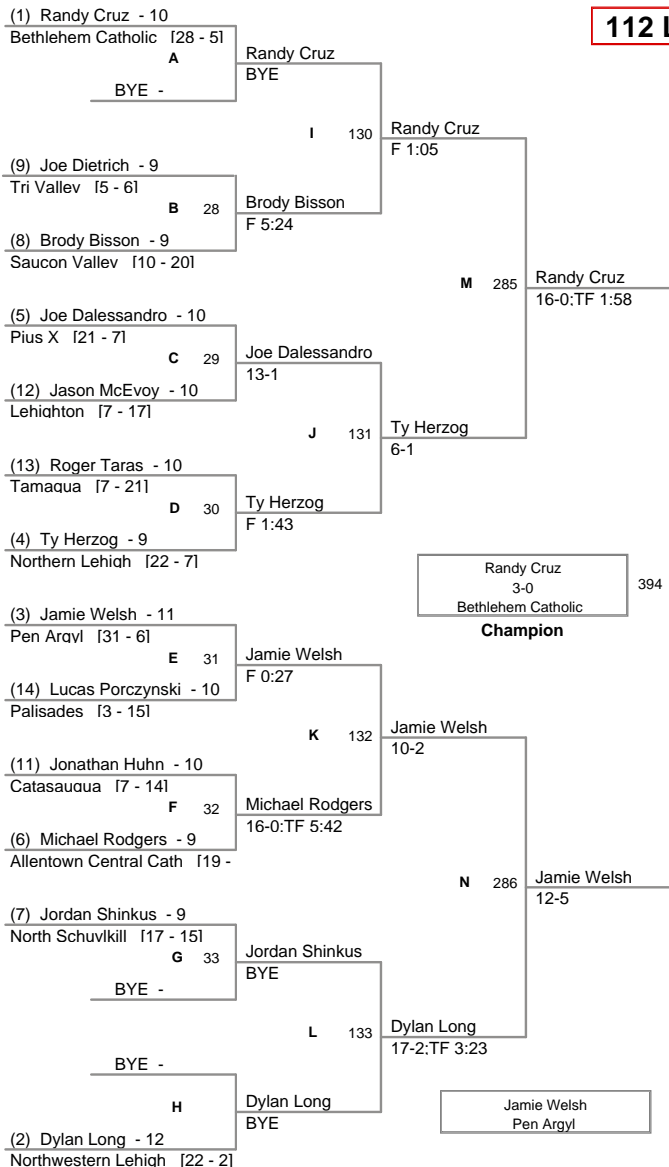 (1) Randy Cruz - 10
Bethlehem Catholic [28 - 5]
A
BYE -
Randy Cruz
BYE
112 L
I 130
Randy Cruz
F 1:05
(9) Joe Dietrich - 9
Tri Valley [5 - 6]
B 28
(8) Brody Bisson - 9
Saucon Valley [10 - 20]
Brody Bisson
F 5:24
M 285
Randy Cruz
16-0;TF 1:58
(5) Joe Dalessandro - 10
Pius X [21 - 7]
C 29
(12) Jason McEvoy - 10
Lehighton [7 - 17]
Joe Dalessandro
13-1
J 131
Ty Herzog
6-1
(13) Roger Taras - 10
Tamaqua [7 - 21]
D 30
(4) Ty Herzog - 9
Northern Lehigh [22 - 7]
Ty Herzog
F 1:43
Randy Cruz
3-0
Bethlehem Catholic
394
Champion
(3) Jamie Welsh - 11
Pen Argyl [31 - 6]
E 31
(14) Lucas Porczynski - 10
Palisades [3 - 15]
Jamie Welsh
F 0:27
K 132
Jamie Welsh
10-2
(11) Jonathan Huhn - 10
Catasauqua [7 - 14]
F 32
(6) Michael Rodgers - 9
Allentown Central Cath [19 -
Michael Rodgers
16-0;TF 5:42
N 286
Jamie Welsh
12-5
(7) Jordan Shinkus - 9
North Schuylkill [17 - 15]
G 33
BYE -
Jordan Shinkus
BYE
L 133
Dylan Long
17-2;TF 3:23
BYE -
H
(2) Dylan Long - 12
Northwestern Lehigh [22 - 2]
Dylan Long
BYE
Jamie Welsh
Pen Argyl